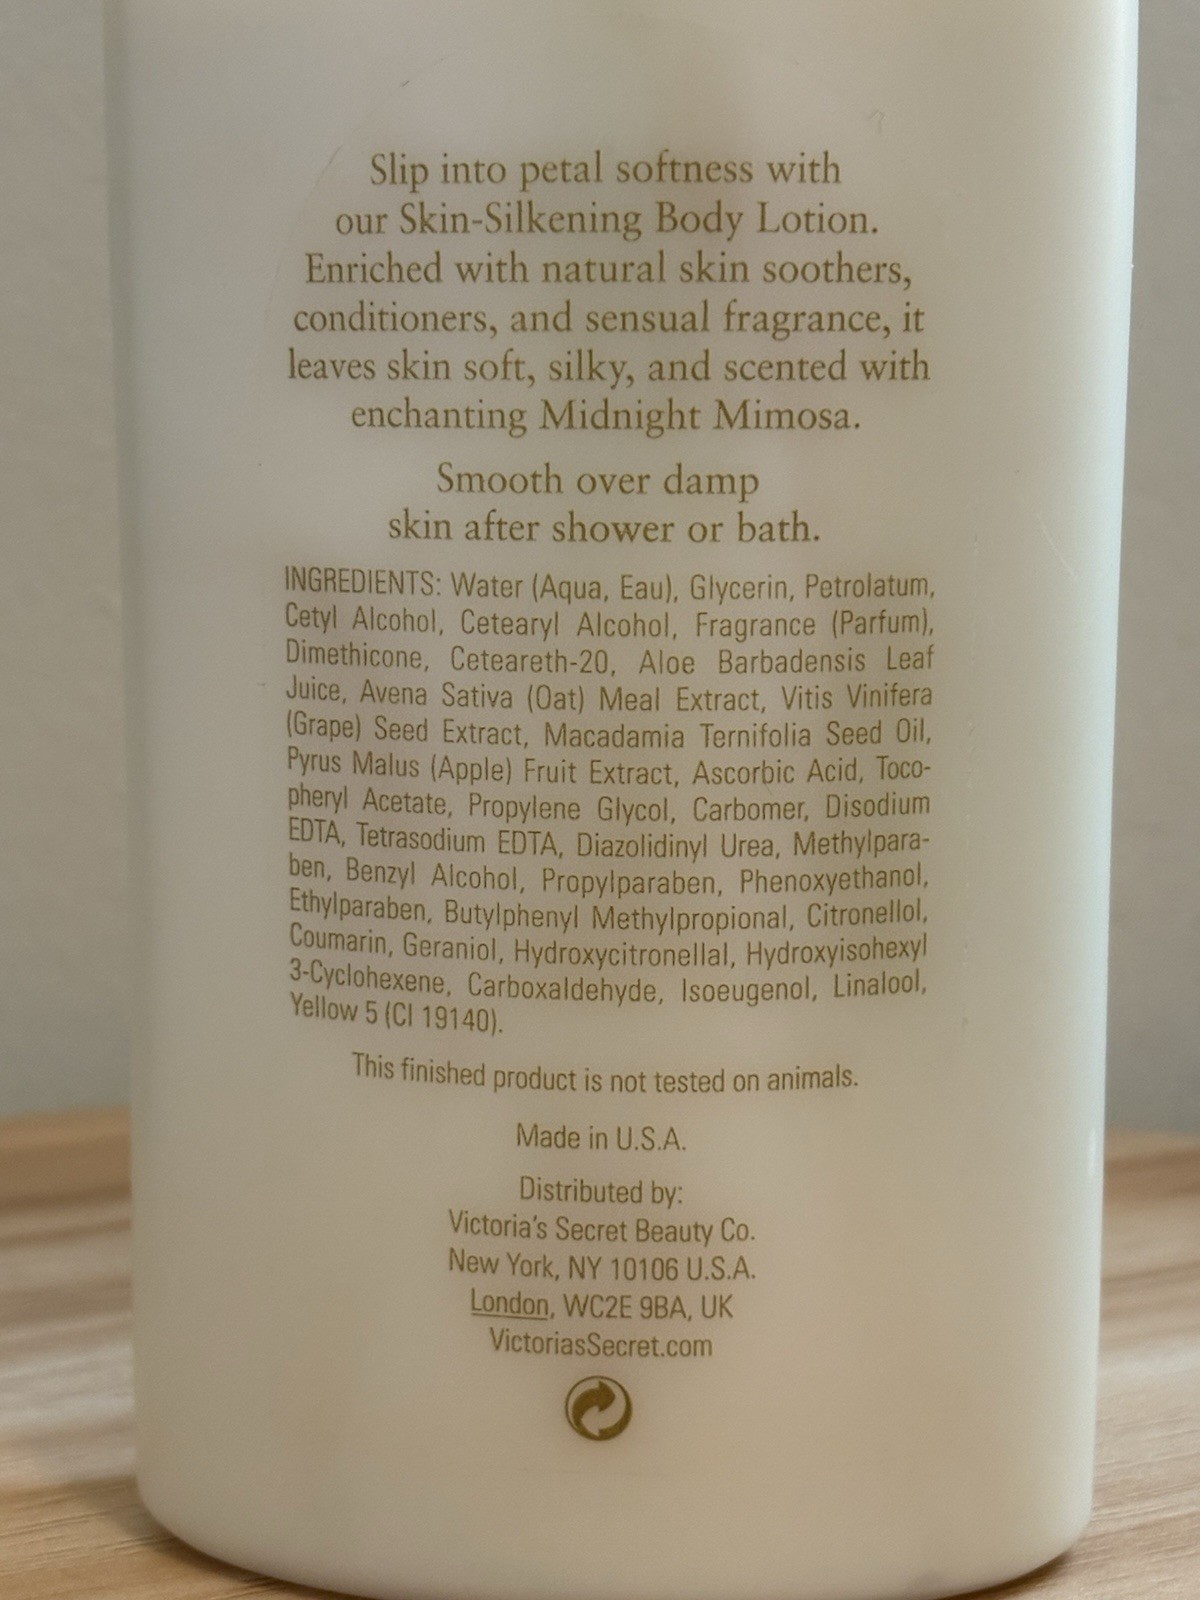 Slip into petal softness with
our Skin-Silkening Body Lotion.
Enriched with natural skin soothers,
conditioners, and sensual fragrance, it
leaves skin soft, silky, and scented with
enchanting Midnight Mimosa.
Smooth over damp
skin after shower or bath.
INGREDIENTS: Water (Aqua, Eau), Glycerin, Petrolatum,
Cetyl Alcohol, Cetearyl Alcohol, Fragrance (Parfum),
Dimethicone, Ceteareth-20, Aloe Barbadensis Leaf
Juice, Avena Sativa (Oat) Meal Extract, Vitis Vinifera
(Grape) Seed Extract, Macadamia Ternifolia Seed Oil,
Pyrus Malus (Apple) Fruit Extract, Ascorbic Acid, Toco-
pheryl Acetate, Propylene Glycol, Carbomer, Disodium
EDTA, Tetrasodium EDTA, Diazolidinyl Urea, Methylpara-
ben, Benzyl Alcohol, Propylparaben, Phenoxyethanol,
Ethylparaben, Butylphenyl Methylpropional, Citronellol,
Coumarin, Geraniol, Hydroxycitronellal, Hydroxyisohexyl
3-Cyclohexene, Carboxaldehyde, Isoeugenol, Linalool,
Yellow 5 (CI 19140).
This finished product is not tested on animals.
Made in U.S.A.
Distributed by:
Victoria's Secret Beauty Co.
New York, NY 10106 U.S.A.
London, WC2E 9BA, UK
VictoriasSecret.com